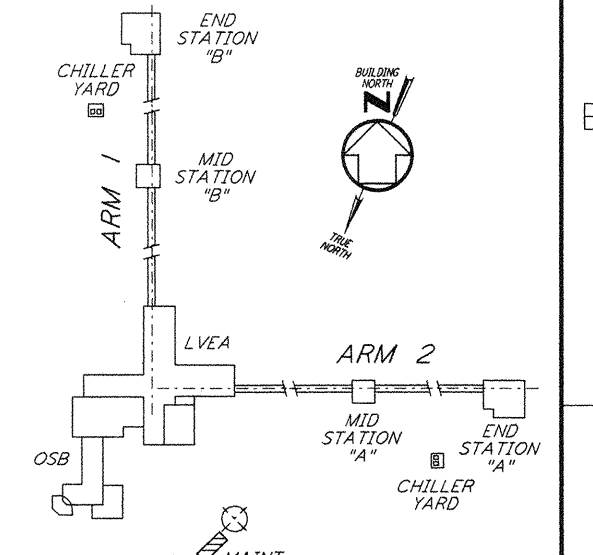 END
STATION
"B"
CHILLER
YARD
BUILDING
NORTH
N
MID
STATION
"B"
ARM 1
TRUE
NORTH
LVEA
ARM 2
MID
STATION
"A"
END
STATION
"A"
OSB
CHILLER
YARD
MAINT